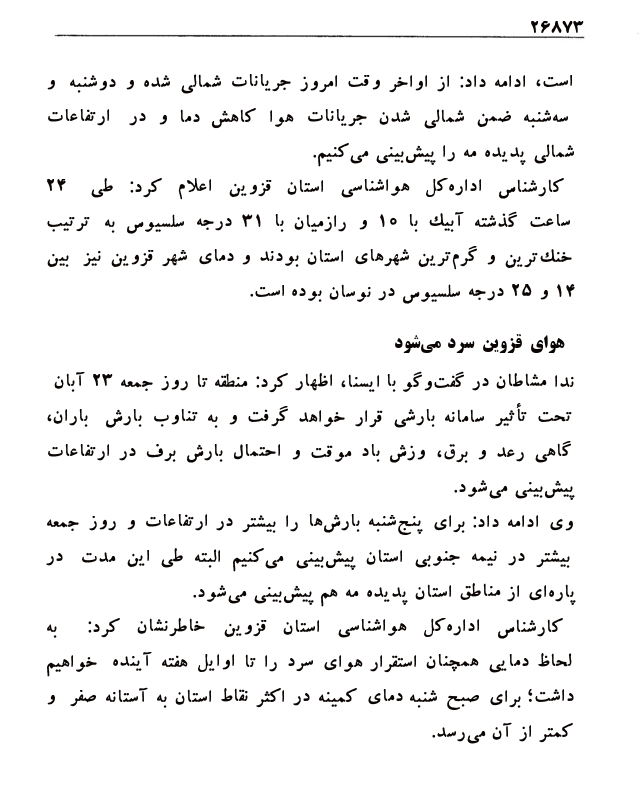 ۲۶۸۷۳
است، ادامه داد: از اواخر وقت امروز جریانات شمالی شده و دوشنبه و
سه‌شنبه ضمن شمالی شدن جریانات هوا کاهش دما و در ارتفاعات
شمالی پدیده مه را پیش‌بینی می‌کنیم.
کارشناس اداره‌کل هواشناسی استان قزوین اعلام کرد: طی ۲۴
ساعت گذشته آبیك با ۱۵ و رازمیان با ۳۱ درجه سلسیوس به ترتیب
خنك‌ترین و گرم‌ترین شهرهای استان بودند و دمای شهر قزوین نیز بین
۱۴ و ۲۵ درجه سلسیوس در نوسان بوده است.
هوای قزوین سرد می‌شود
ندا مشاطان در گفت‌وگو با ایسنا، اظهار کرد: منطقه تا روز جمعه ۲۳ آبان
تحت تأثیر سامانه بارشی قرار خواهد گرفت و به تناوب بارش باران،
گاهی رعد و برق، وزش باد موقت و احتمال بارش برف در ارتفاعات
پیش‌بینی می‌شود.
وی ادامه داد: برای پنج‌شنبه بارش‌ها را بیشتر در ارتفاعات و روز جمعه
بیشتر در نیمه جنوبی استان پیش‌بینی می‌کنیم البته طی این مدت در
پاره‌ای از مناطق استان پدیده مه هم پیش‌بینی می‌شود.
کارشناس اداره‌کل هواشناسی استان قزوین خاطرنشان کرد: به
لحاظ دمایی همچنان استقرار هوای سرد را تا اوایل هفته آینده خواهیم
داشت؛ برای صبح شنبه دمای کمینه در اکثر نقاط استان به آستانه صفر و
کمتر از آن می‌رسد.